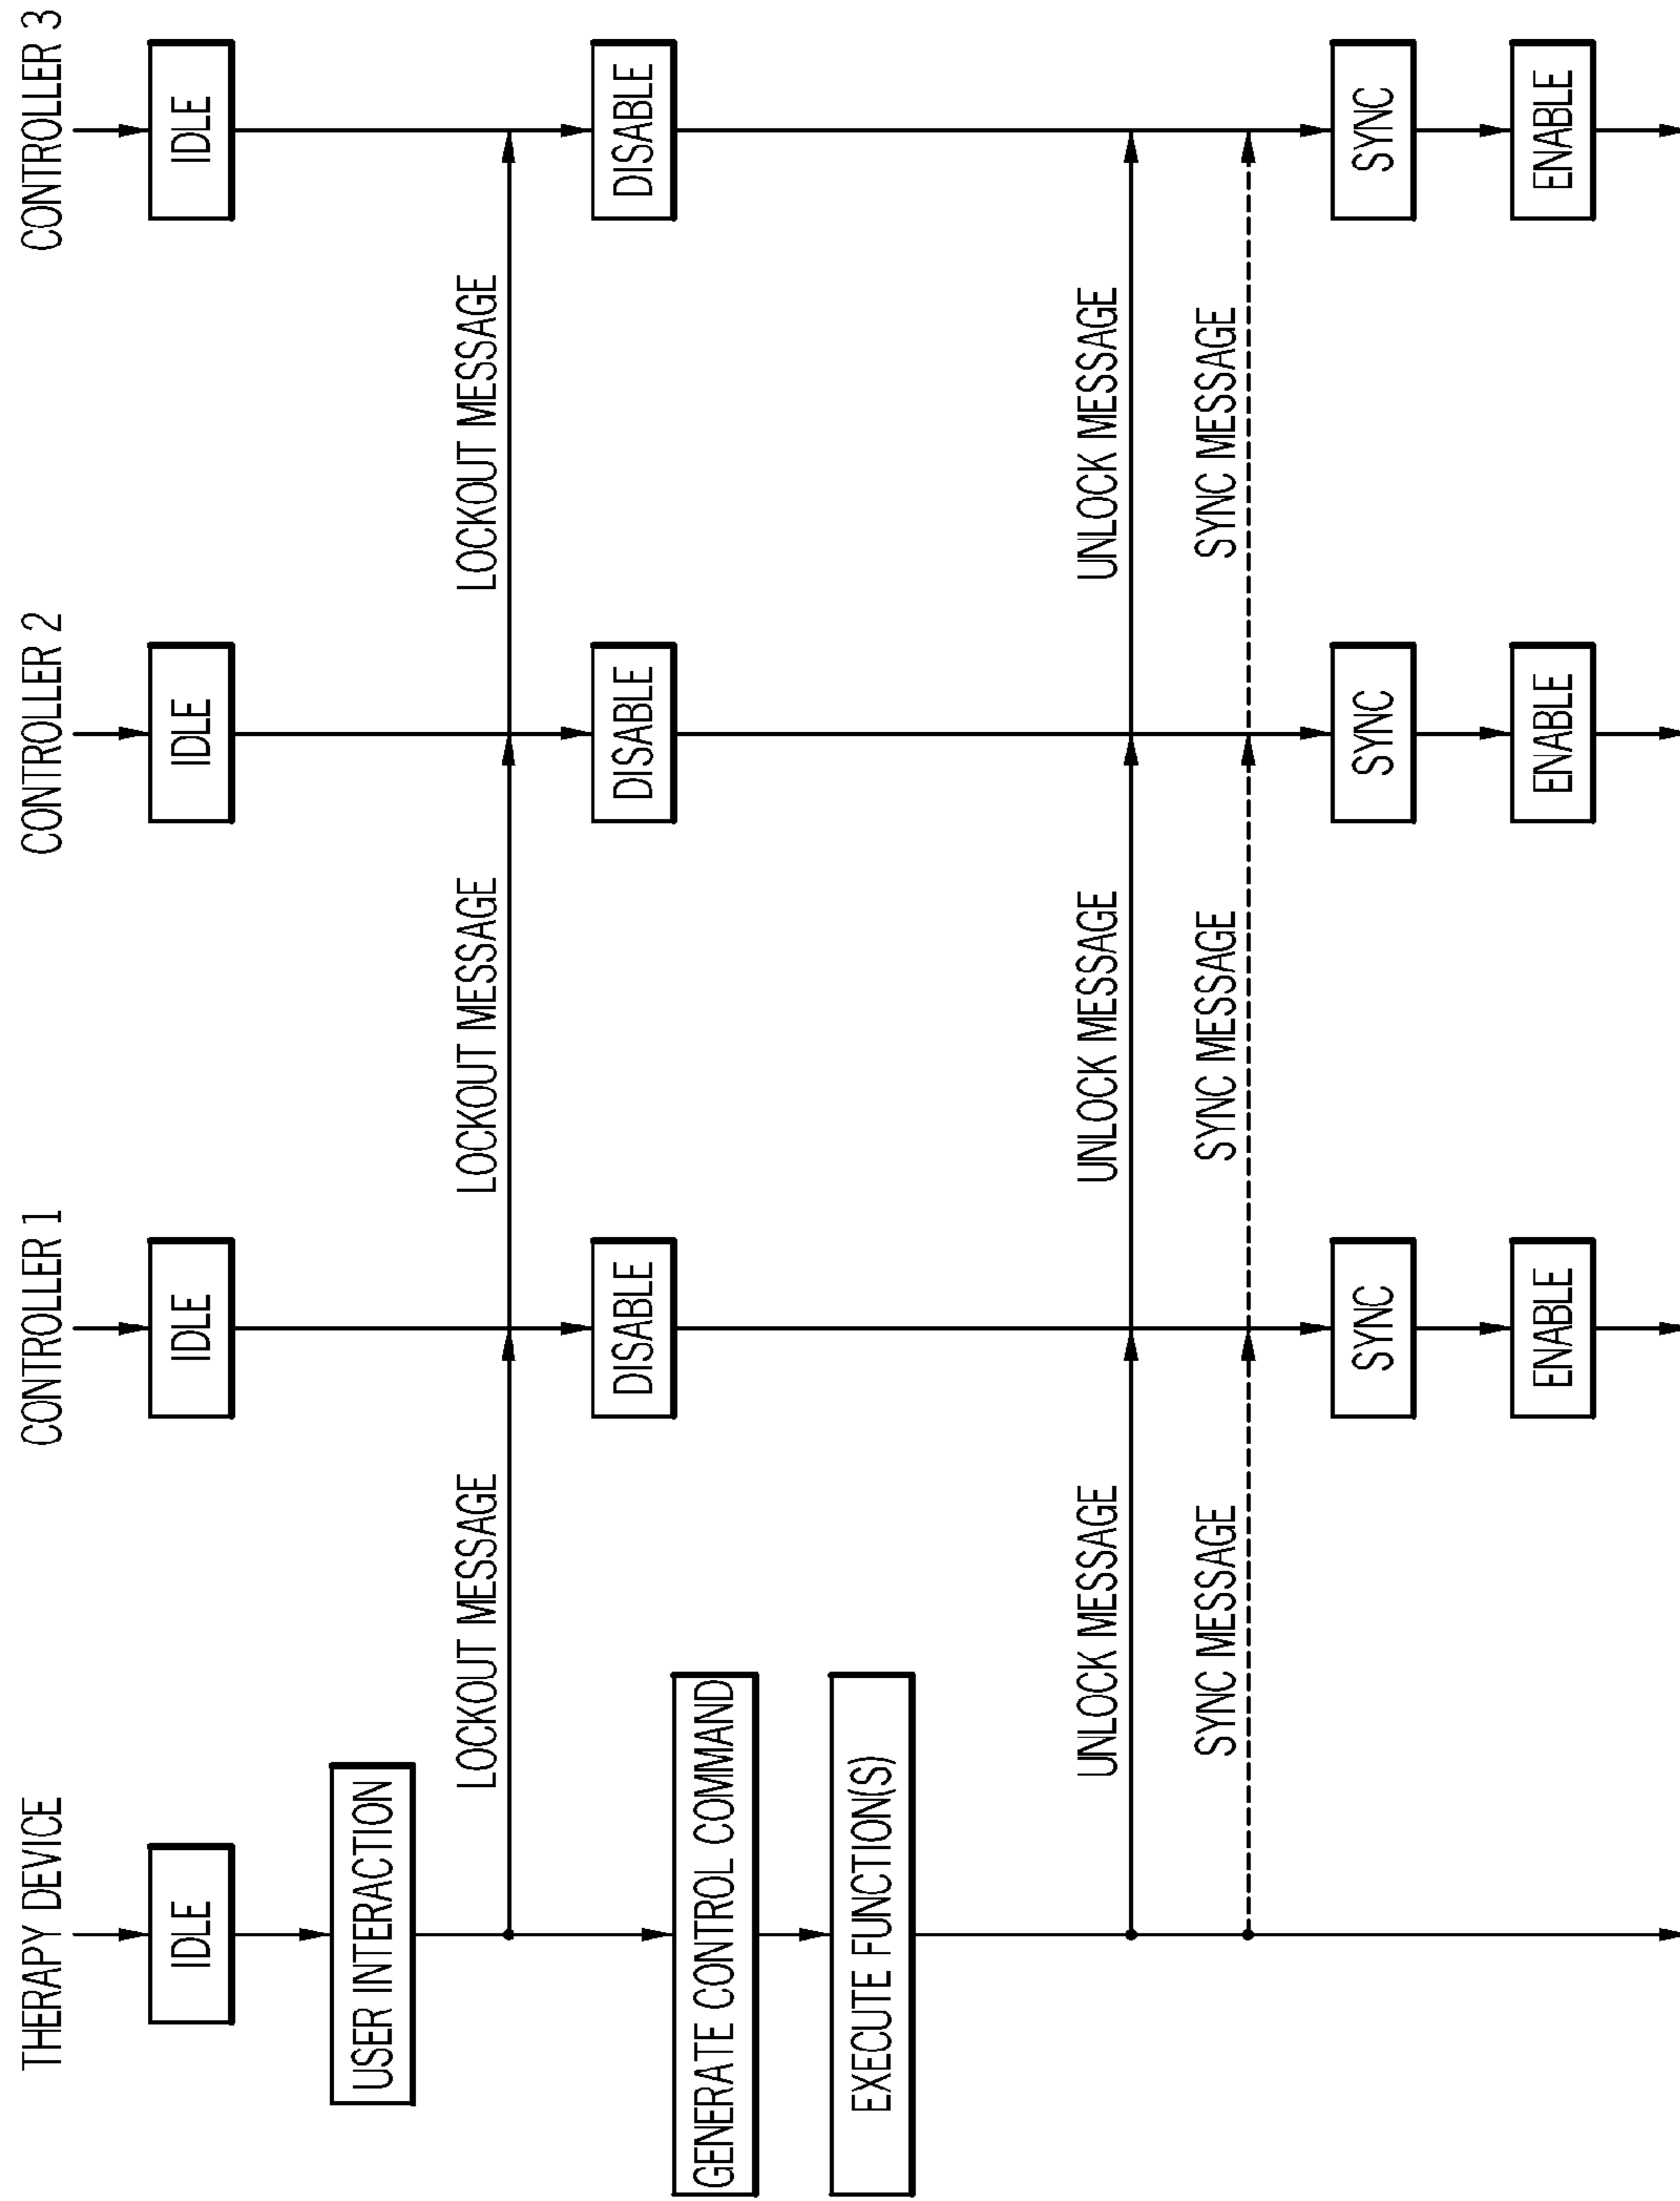 THERAPY DEVICE
CONTROLLER 1
CONTROLLER 2
CONTROLLER 3
IDLE
IDLE
IDLE
IDLE
USER INTERACTION
LOCKOUT MESSAGE
LOCKOUT MESSAGE
LOCKOUT MESSAGE
DISABLE
DISABLE
DISABLE
GENERATE CONTROL COMMAND
EXECUTE FUNCTION(S)
UNLOCK MESSAGE
UNLOCK MESSAGE
UNLOCK MESSAGE
SYNC MESSAGE
SYNC MESSAGE
SYNC MESSAGE
SYNC
SYNC
SYNC
ENABLE
ENABLE
ENABLE